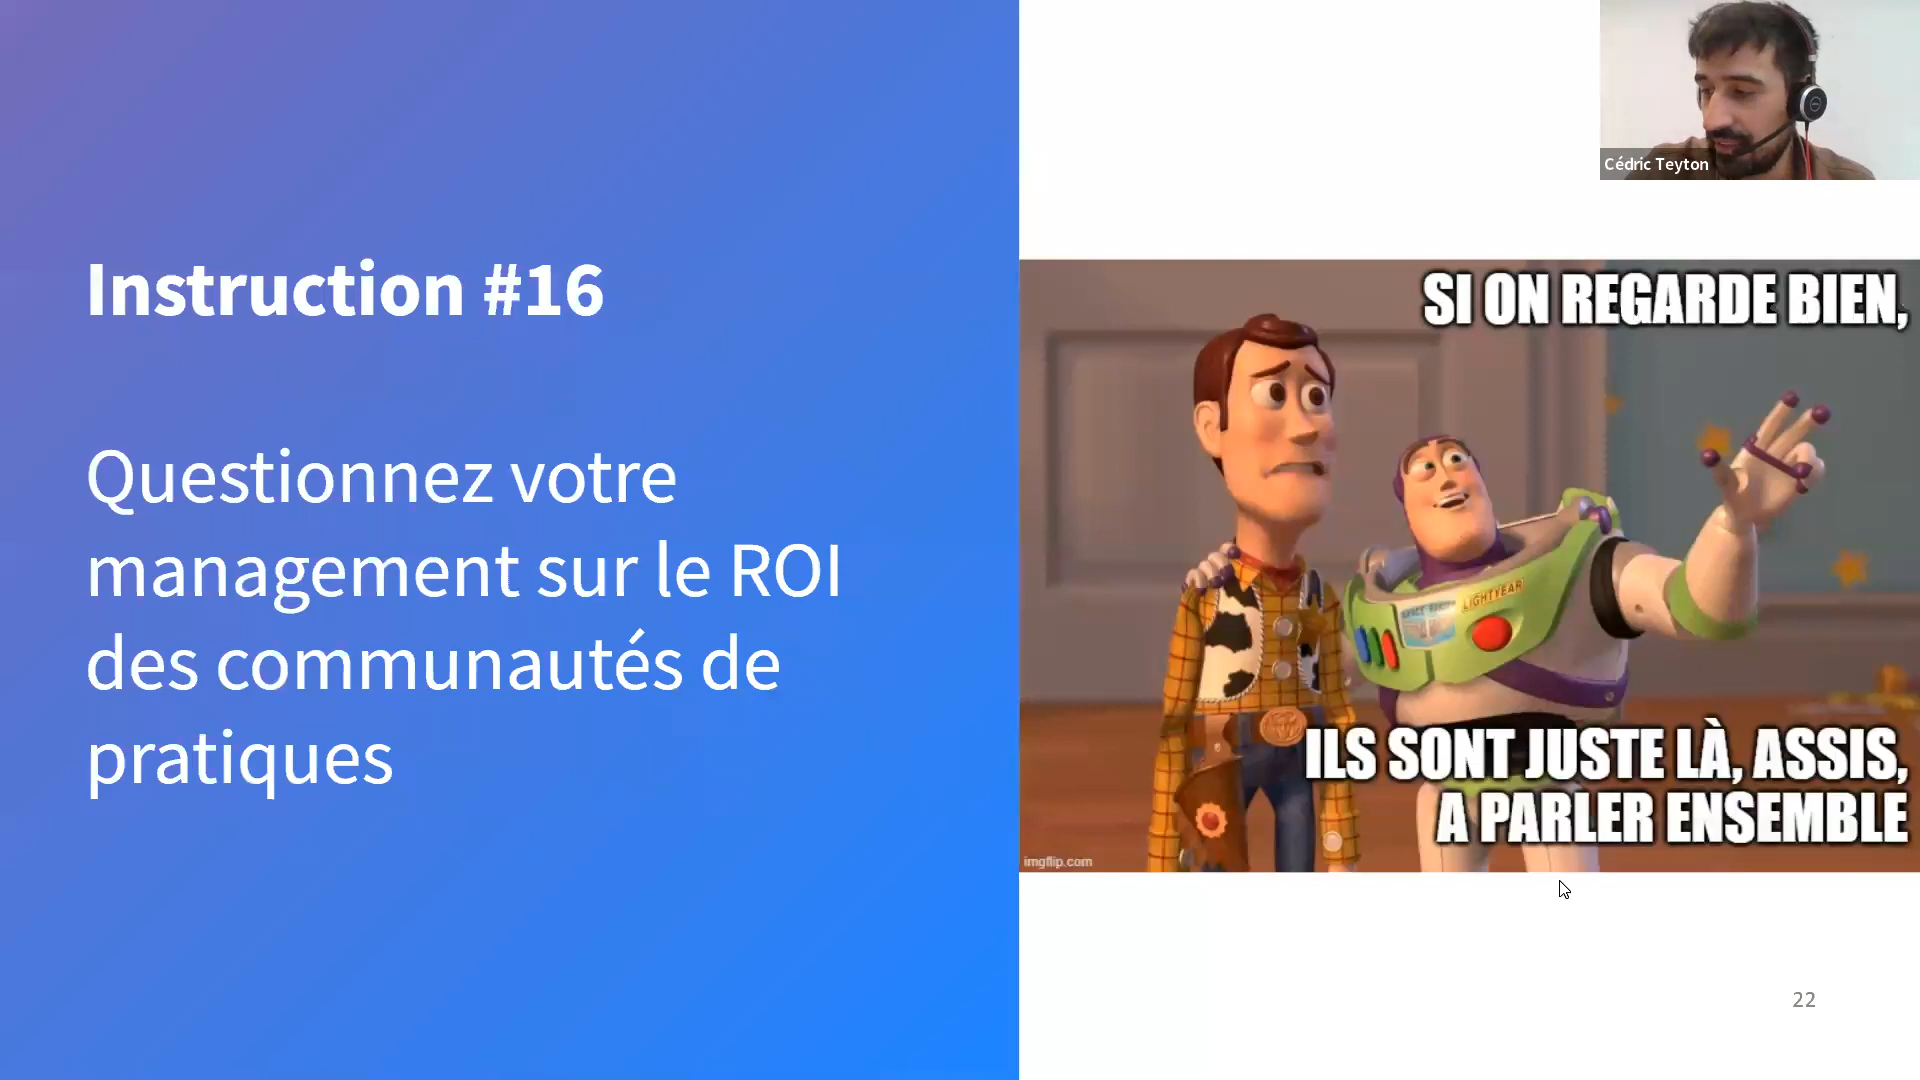 Cédric Teyton
Instruction #16
Questionnez votre
management sur le ROI
des communautés de
pratiques
SI ON REGARDE BIEN,
LIGHTYEAR
ILS SONT JUSTE LÀ, ASSIS,
A PARLER ENSEMBLE
imgflip.com
22